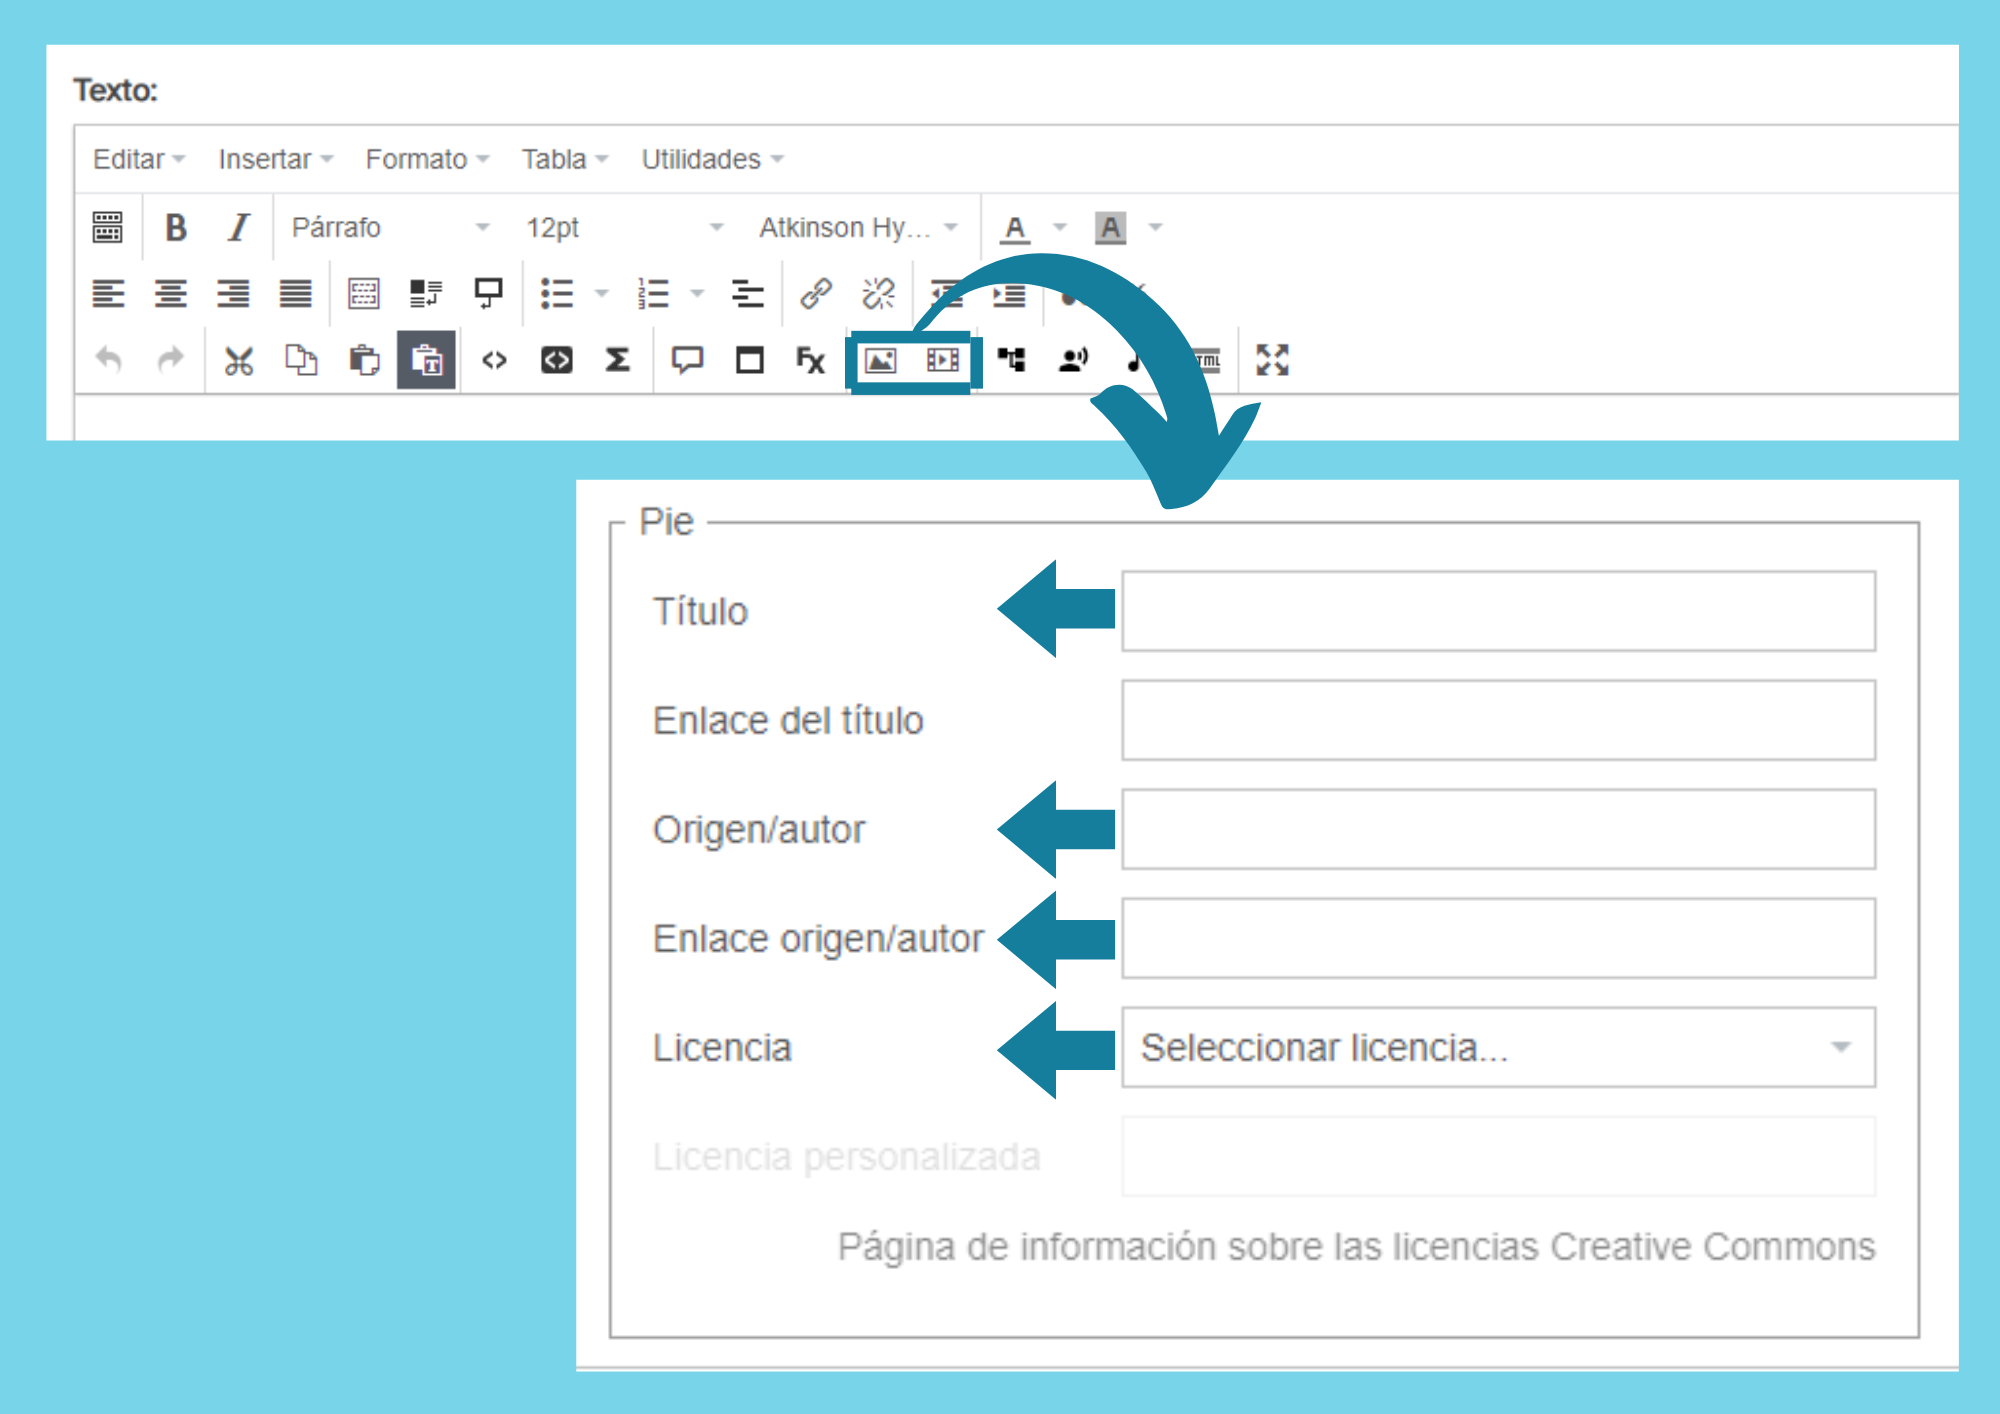 Texto:
Editar Insertar Formato Tabla Utilidades
B I Párrafo 12pt Atkinson Hy... A A
Fx
Pie
Título
Enlace del título
Origen/autor
Enlace origen/autor
Licencia Seleccionar licencia...
Licencia personalizada
Página de información sobre las licencias Creative Commons